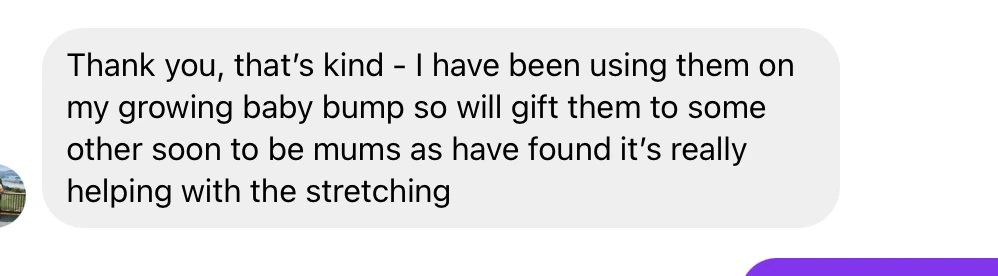 Thank you, that’s kind - I have been using them on
my growing baby bump so will gift them to some
other soon to be mums as have found it’s really
helping with the stretching